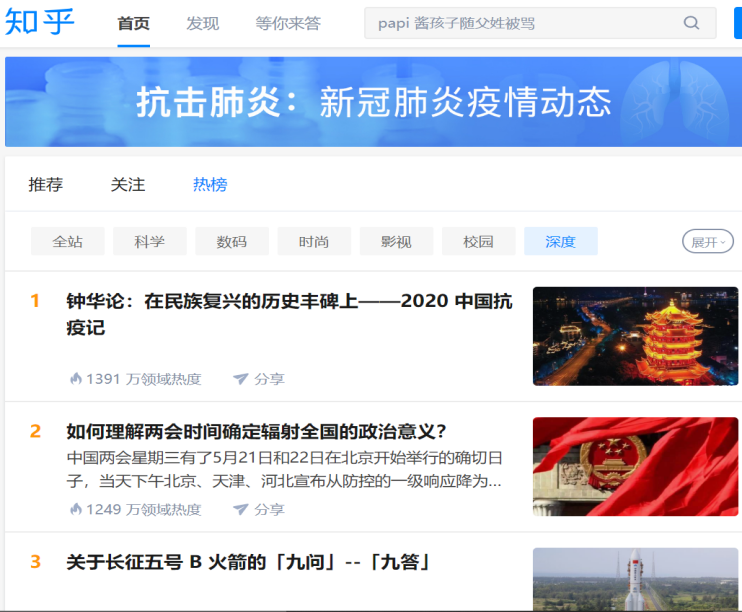 知乎 首页 发现 等你来答 papi 酱孩子随父姓被骂
抗击肺炎：新冠肺炎疫情动态
推荐 关注 热榜
全站 科学 数码 时尚 影视 校园 深度 展开
1 钟华论：在民族复兴的历史丰碑上——2020 中国抗
疫记
1391 万领域热度 分享
2 如何理解两会时间确定辐射全国的政治意义？
中国两会星期三有了5月21日和22日在北京开始举行的确切日
子，当天下午北京、天津、河北宣布从防控的一级响应降为...
1249 万领域热度 分享
3 关于长征五号 B 火箭的「九问」--「九答」